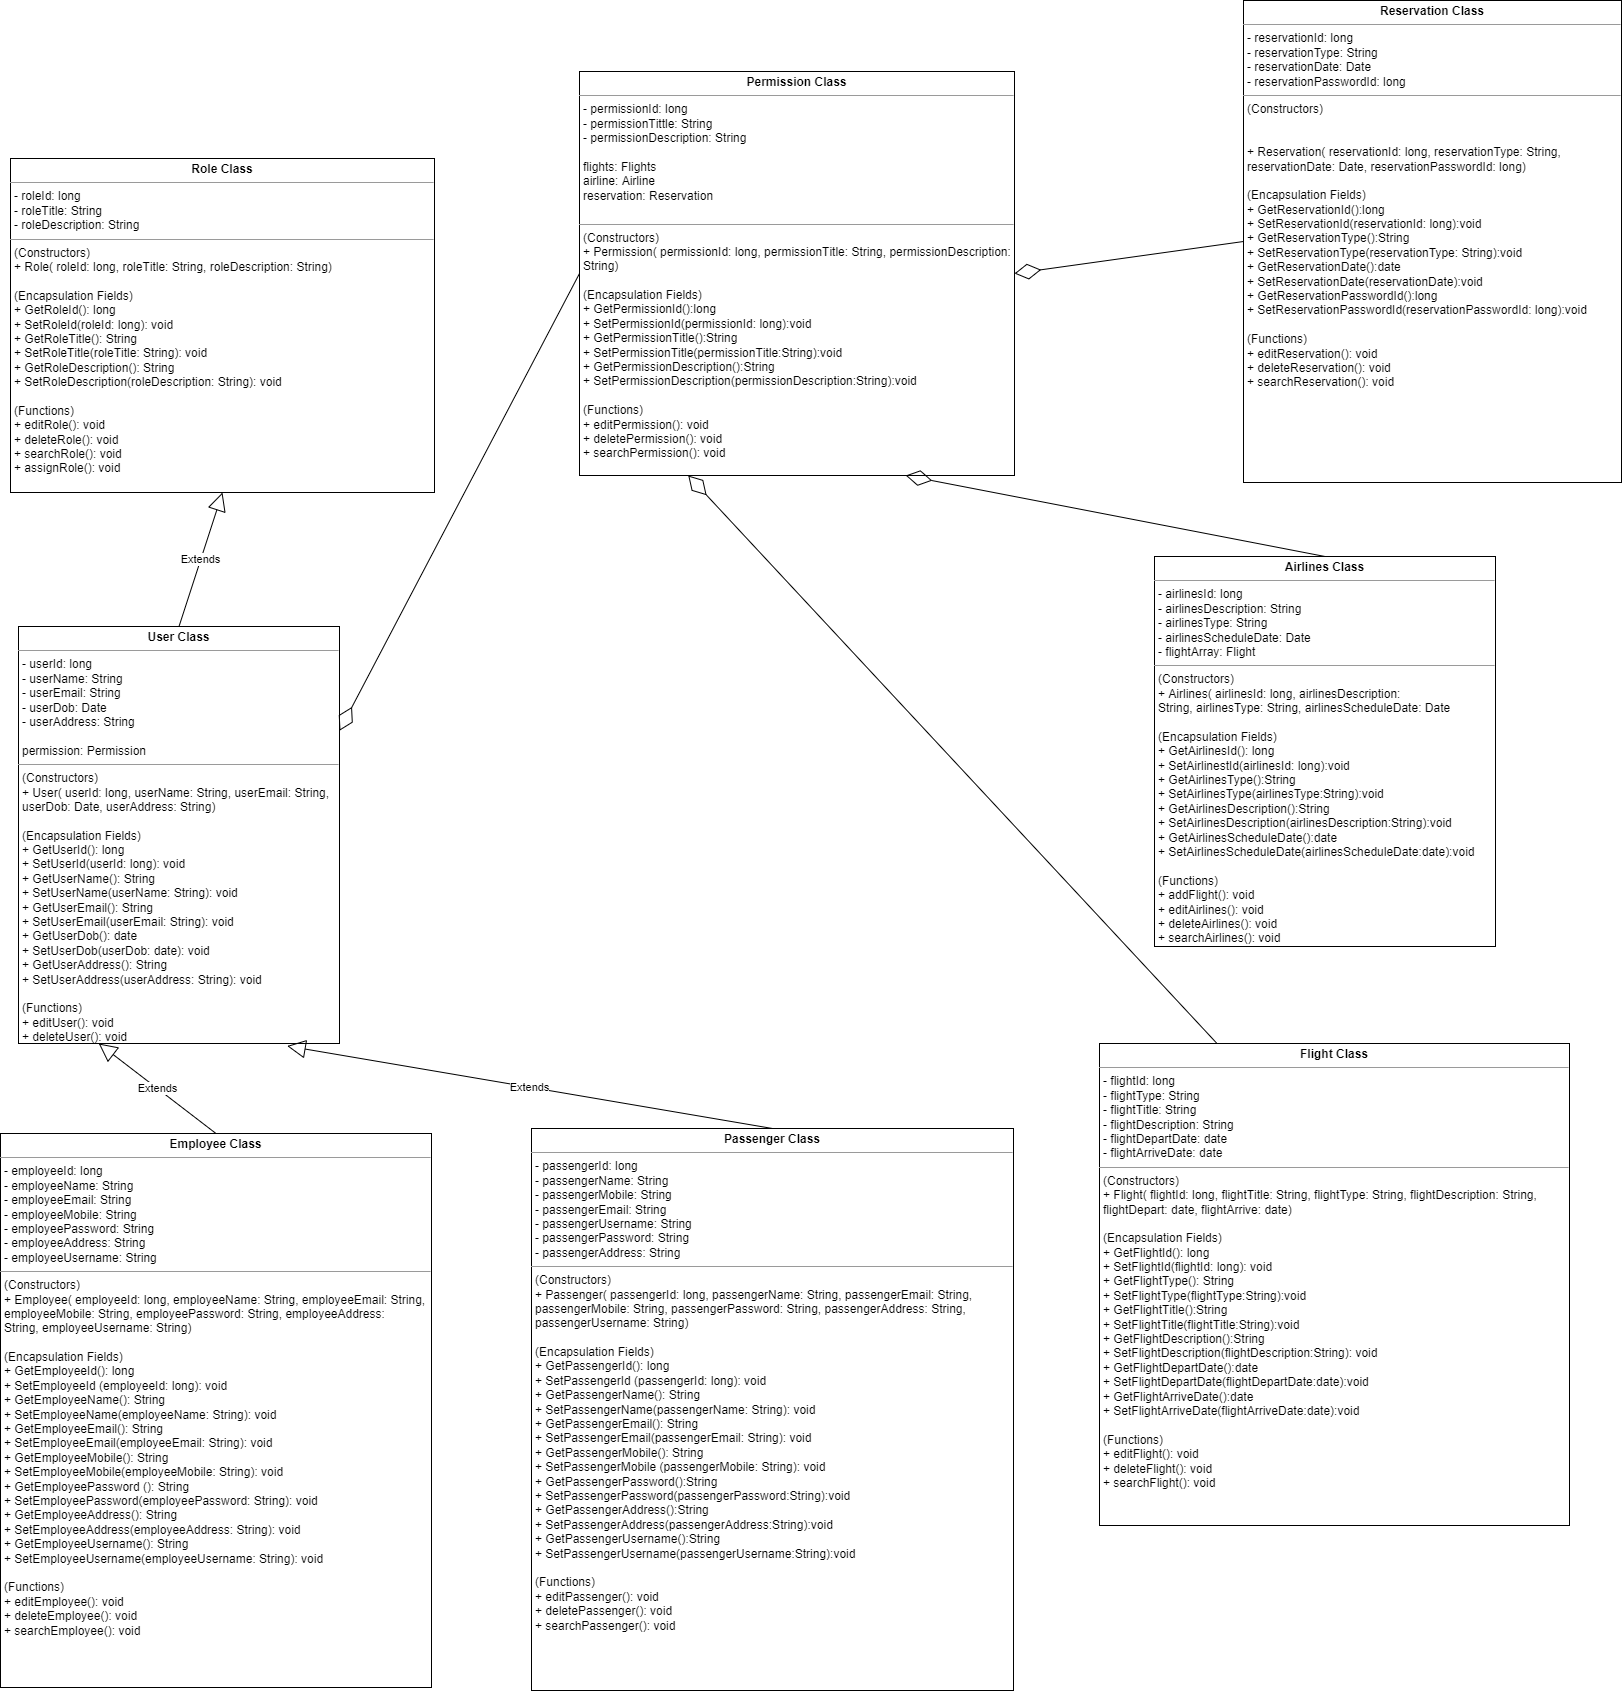 Reservation Class
- reservationId: long
- reservationType: String
- reservationDate: Date
- reservationPasswordId: long
(Constructors)
+ Reservation( reservationId: long, reservationType: String,
reservationDate: Date, reservationPasswordId: long)
(Encapsulation Fields)
+ GetReservationId():long
+ SetReservationId(reservationId: long):void
+ GetReservationType():String
+ SetReservationType(reservationType: String):void
+ GetReservationDate():date
+ SetReservationDate(reservationDate):void
+ GetReservationPasswordId():long
+ SetReservationPasswordId(reservationPasswordId: long):void
(Functions)
+ editReservation(): void
+ deleteReservation(): void
+ searchReservation(): void
Permission Class
- permissionId: long
- permissionTittle: String
- permissionDescription: String
flights: Flights
airline: Airline
reservation: Reservation
(Constructors)
+ Permission( permissionId: long, permissionTitle: String, permissionDescription:
String)
(Encapsulation Fields)
+ GetPermissionId():long
+ SetPermissionId(permissionId: long):void
+ GetPermissionTitle():String
+ SetPermissionTitle(permissionTitle:String):void
+ GetPermissionDescription():String
+ SetPermissionDescription(permissionDescription:String):void
(Functions)
+ editPermission(): void
+ deletePermission(): void
+ searchPermission(): void
Role Class
- roleId: long
- roleTitle: String
- roleDescription: String
(Constructors)
+ Role( roleId: long, roleTitle: String, roleDescription: String)
(Encapsulation Fields)
+ GetRoleId(): long
+ SetRoleId(roleId: long): void
+ GetRoleTitle(): String
+ SetRoleTitle(roleTitle: String): void
+ GetRoleDescription(): String
+ SetRoleDescription(roleDescription: String): void
(Functions)
+ editRole(): void
+ deleteRole(): void
+ searchRole(): void
+ assignRole(): void
Extends
User Class
- userId: long
- userName: String
- userEmail: String
- userDob: Date
- userAddress: String
permission: Permission
(Constructors)
+ User( userId: long, userName: String, userEmail: String,
userDob: Date, userAddress: String)
(Encapsulation Fields)
+ GetUserId(): long
+ SetUserId(userId: long): void
+ GetUserName(): String
+ SetUserName(userName: String): void
+ GetUserEmail(): String
+ SetUserEmail(userEmail: String): void
+ GetUserDob(): date
+ SetUserDob(userDob: date): void
+ GetUserAddress(): String
+ SetUserAddress(userAddress: String): void
(Functions)
+ editUser(): void
+ deleteUser(): void
Airlines Class
- airlinesId: long
- airlinesDescription: String
- airlinesType: String
- airlinesScheduleDate: Date
- flightArray: Flight
(Constructors)
+ Airlines( airlinesId: long, airlinesDescription:
String, airlinesType: String, airlinesScheduleDate: Date
(Encapsulation Fields)
+ GetAirlinesId(): long
+ SetAirlinestId(airlinesId: long):void
+ GetAirlinesType():String
+ SetAirlinesType(airlinesType:String):void
+ GetAirlinesDescription():String
+ SetAirlinesDescription(airlinesDescription:String):void
+ GetAirlinesScheduleDate():date
+ SetAirlinesScheduleDate(airlinesScheduleDate:date):void
(Functions)
+ addFlight(): void
+ editAirlines(): void
+ deleteAirlines(): void
+ searchAirlines(): void
Extends
Extends
Employee Class
- employeeId: long
- employeeName: String
- employeeEmail: String
- employeeMobile: String
- employeePassword: String
- employeeAddress: String
- employeeUsername: String
(Constructors)
+ Employee( employeeId: long, employeeName: String, employeeEmail: String,
employeeMobile: String, employeePassword: String, employeeAddress:
String, employeeUsername: String)
(Encapsulation Fields)
+ GetEmployeeId(): long
+ SetEmployeeId (employeeId: long): void
+ GetEmployeeName(): String
+ SetEmployeeName(employeeName: String): void
+ GetEmployeeEmail(): String
+ SetEmployeeEmail(employeeEmail: String): void
+ GetEmployeeMobile(): String
+ SetEmployeeMobile(employeeMobile: String): void
+ GetEmployeePassword (): String
+ SetEmployeePassword(employeePassword: String): void
+ GetEmployeeAddress(): String
+ SetEmployeeAddress(employeeAddress: String): void
+ GetEmployeeUsername(): String
+ SetEmployeeUsername(employeeUsername: String): void
(Functions)
+ editEmployee(): void
+ deleteEmployee(): void
+ searchEmployee(): void
Passenger Class
- passengerId: long
- passengerName: String
- passengerMobile: String
- passengerEmail: String
- passengerUsername: String
- passengerPassword: String
- passengerAddress: String
(Constructors)
+ Passenger( passengerId: long, passengerName: String, passengerEmail: String,
passengerMobile: String, passengerPassword: String, passengerAddress: String,
passengerUsername: String)
(Encapsulation Fields)
+ GetPassengerId(): long
+ SetPassengerId (passengerId: long): void
+ GetPassengerName(): String
+ SetPassengerName(passengerName: String): void
+ GetPassengerEmail(): String
+ SetPassengerEmail(passengerEmail: String): void
+ GetPassengerMobile(): String
+ SetPassengerMobile (passengerMobile: String): void
+ GetPassengerPassword():String
+ SetPassengerPassword(passengerPassword:String):void
+ GetPassengerAddress():String
+ SetPassengerAddress(passengerAddress:String):void
+ GetPassengerUsername():String
+ SetPassengerUsername(passengerUsername:String):void
(Functions)
+ editPassenger(): void
+ deletePassenger(): void
+ searchPassenger(): void
Flight Class
- flightId: long
- flightType: String
- flightTitle: String
- flightDescription: String
- flightDepartDate: date
- flightArriveDate: date
(Constructors)
+ Flight( flightId: long, flightTitle: String, flightType: String, flightDescription: String,
flightDepart: date, flightArrive: date)
(Encapsulation Fields)
+ GetFlightId(): long
+ SetFlightId(flightId: long): void
+ GetFlightType(): String
+ SetFlightType(flightType:String):void
+ GetFlightTitle():String
+ SetFlightTitle(flightTitle:String):void
+ GetFlightDescription():String
+ SetFlightDescription(flightDescription:String): void
+ GetFlightDepartDate():date
+ SetFlightDepartDate(flightDepartDate:date):void
+ GetFlightArriveDate():date
+ SetFlightArriveDate(flightArriveDate:date):void
(Functions)
+ editFlight(): void
+ deleteFlight(): void
+ searchFlight(): void